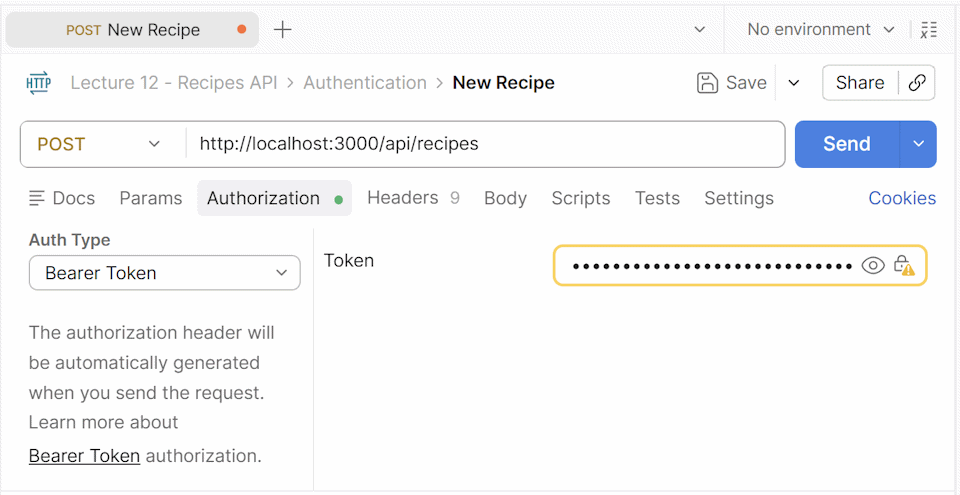 POST New Recipe
No environment
HTTP Lecture 12 - Recipes API > Authentication > New Recipe Save Share
POST http://localhost:3000/api/recipes Send
Docs Params Authorization Headers 9 Body Scripts Tests Settings Cookies
Auth Type
Bearer Token
Token
The authorization header will
be automatically generated
when you send the request.
Learn more about
Bearer Token authorization.